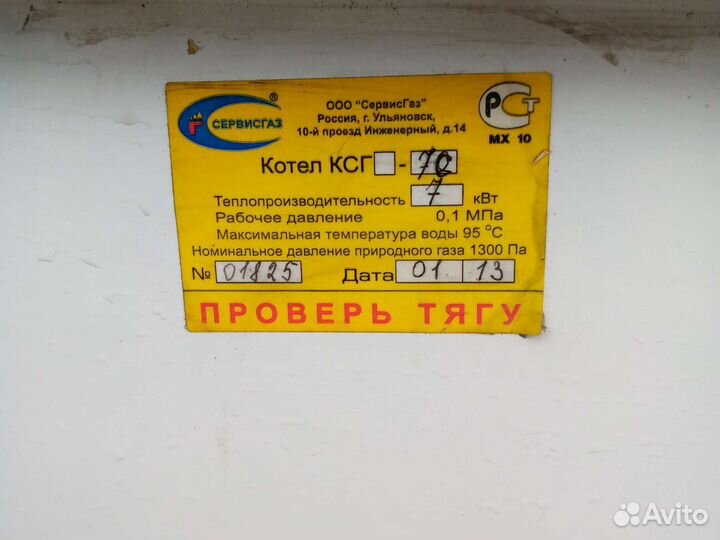 СЕРВИСГАЗ ®
ООО "СервисГаз"
Россия, г. Ульяновск,
10-й проезд Инженерный, д.14
РСТ
МХ 10
Котел КСГ - 7С
Теплопроизводительность 7 кВт
Рабочее давление 0,1 МПа
Максимальная температура воды 95 °С
Номинальное давление природного газа 1300 Па
№ 01825 Дата 01 13
ПРОВЕРЬ ТЯГУ
Avito